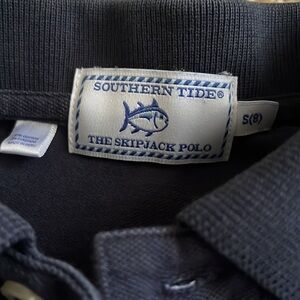 SOUTHERN TIDE®
THE SKIPJACK POLO
S(8)